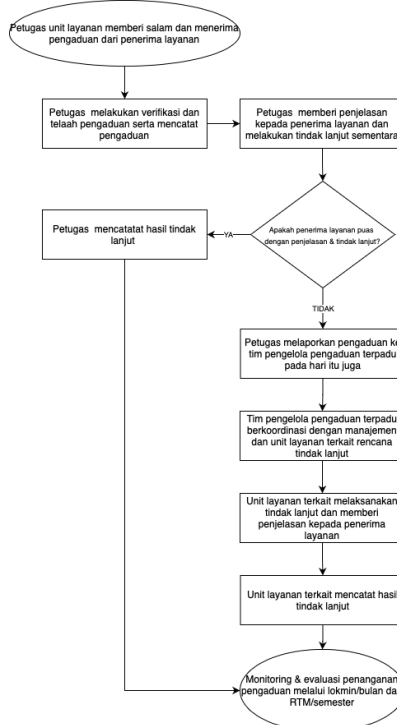 Petugas unit layanan memberi salam dan menerima
pengaduan dari penerima layanan
Petugas melakukan verifikasi dan
telaah pengaduan serta mencatat
pengaduan
Petugas memberi penjelasan
kepada penerima layanan dan
melakukan tindak lanjut sementara
Apakah penerima layanan puas
dengan penjelasan & tindak lanjut?
YA
Petugas mencatatat hasil tindak
lanjut
TIDAK
Petugas melaporkan pengaduan ke
tim pengelola pengaduan terpadu
pada hari itu juga
Tim pengelola pengaduan terpadu
berkoordinasi dengan manajemen
dan unit layanan terkait rencana
tindak lanjut
Unit layanan terkait melaksanakan
tindak lanjut dan memberi
penjelasan kepada penerima
layanan
Unit layanan terkait mencatat hasil
tindak lanjut
Monitoring & evaluasi penanganan
pengaduan melalui lokmin/bulan da
RTM/semester